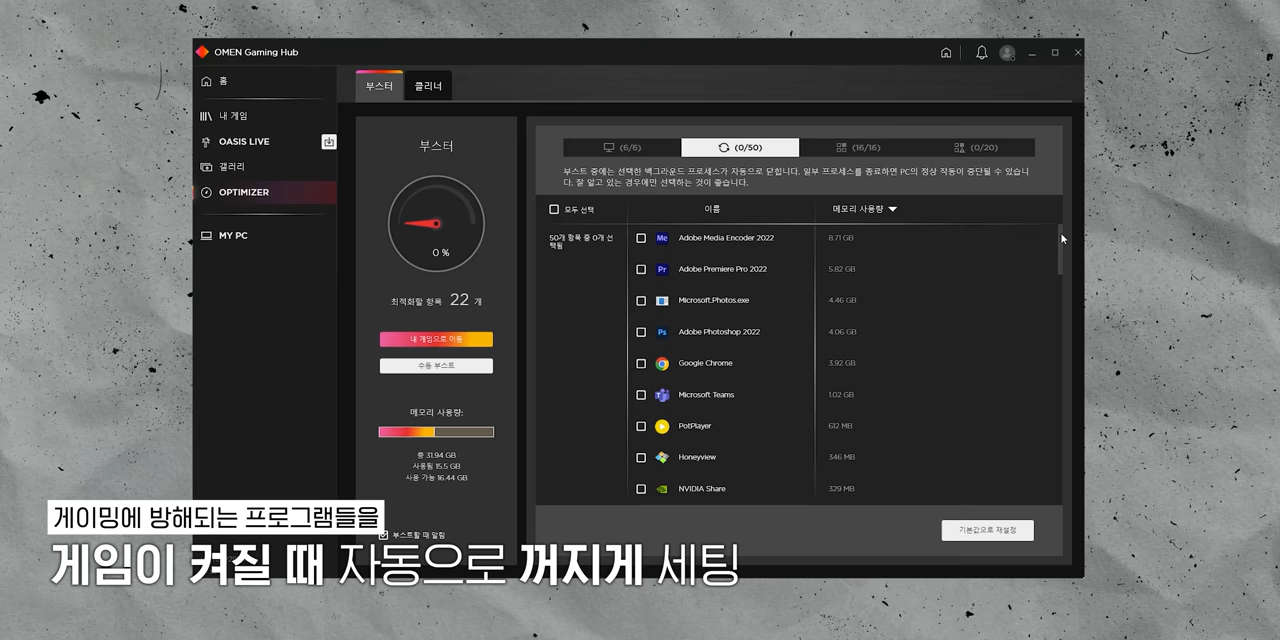 OMEN Gaming Hub
홈
내 게임
OASIS LIVE
갤러리
OPTIMIZER
MY PC
부스터
클리너
부스터
0 %
최적화할 항목 22 개
내 게임으로 이동
수동 부스트
메모리 사용량:
총 31.94 GB
사용됨 15.5 GB
사용 가능 16.44 GB
부스트할 때 알림
(6/6)
(0/50)
(16/16)
(0/20)
부스트 중에는 선택한 백그라운드 프로세스가 자동으로 닫힙니다. 일부 프로세스를 종료하면 PC의 정상 작동이 중단될 수 있습니
다. 잘 알고 있는 경우에만 선택하는 것이 좋습니다.
모두 선택
이름
메모리 사용량
50개 항목 중 0개 선
택됨
Me Adobe Media Encoder 2022 8.71 GB
Pr Adobe Premiere Pro 2022 5.82 GB
Microsoft.Photos.exe 4.46 GB
Ps Adobe Photoshop 2022 4.06 GB
Google Chrome 3.92 GB
Microsoft Teams 1.02 GB
PotPlayer 612 MB
Honeyview 346 MB
NVIDIA Share 329 MB
기본값으로 재설정
게이밍에 방해되는 프로그램들을
게임이 켜질 때 자동으로 꺼지게 세팅